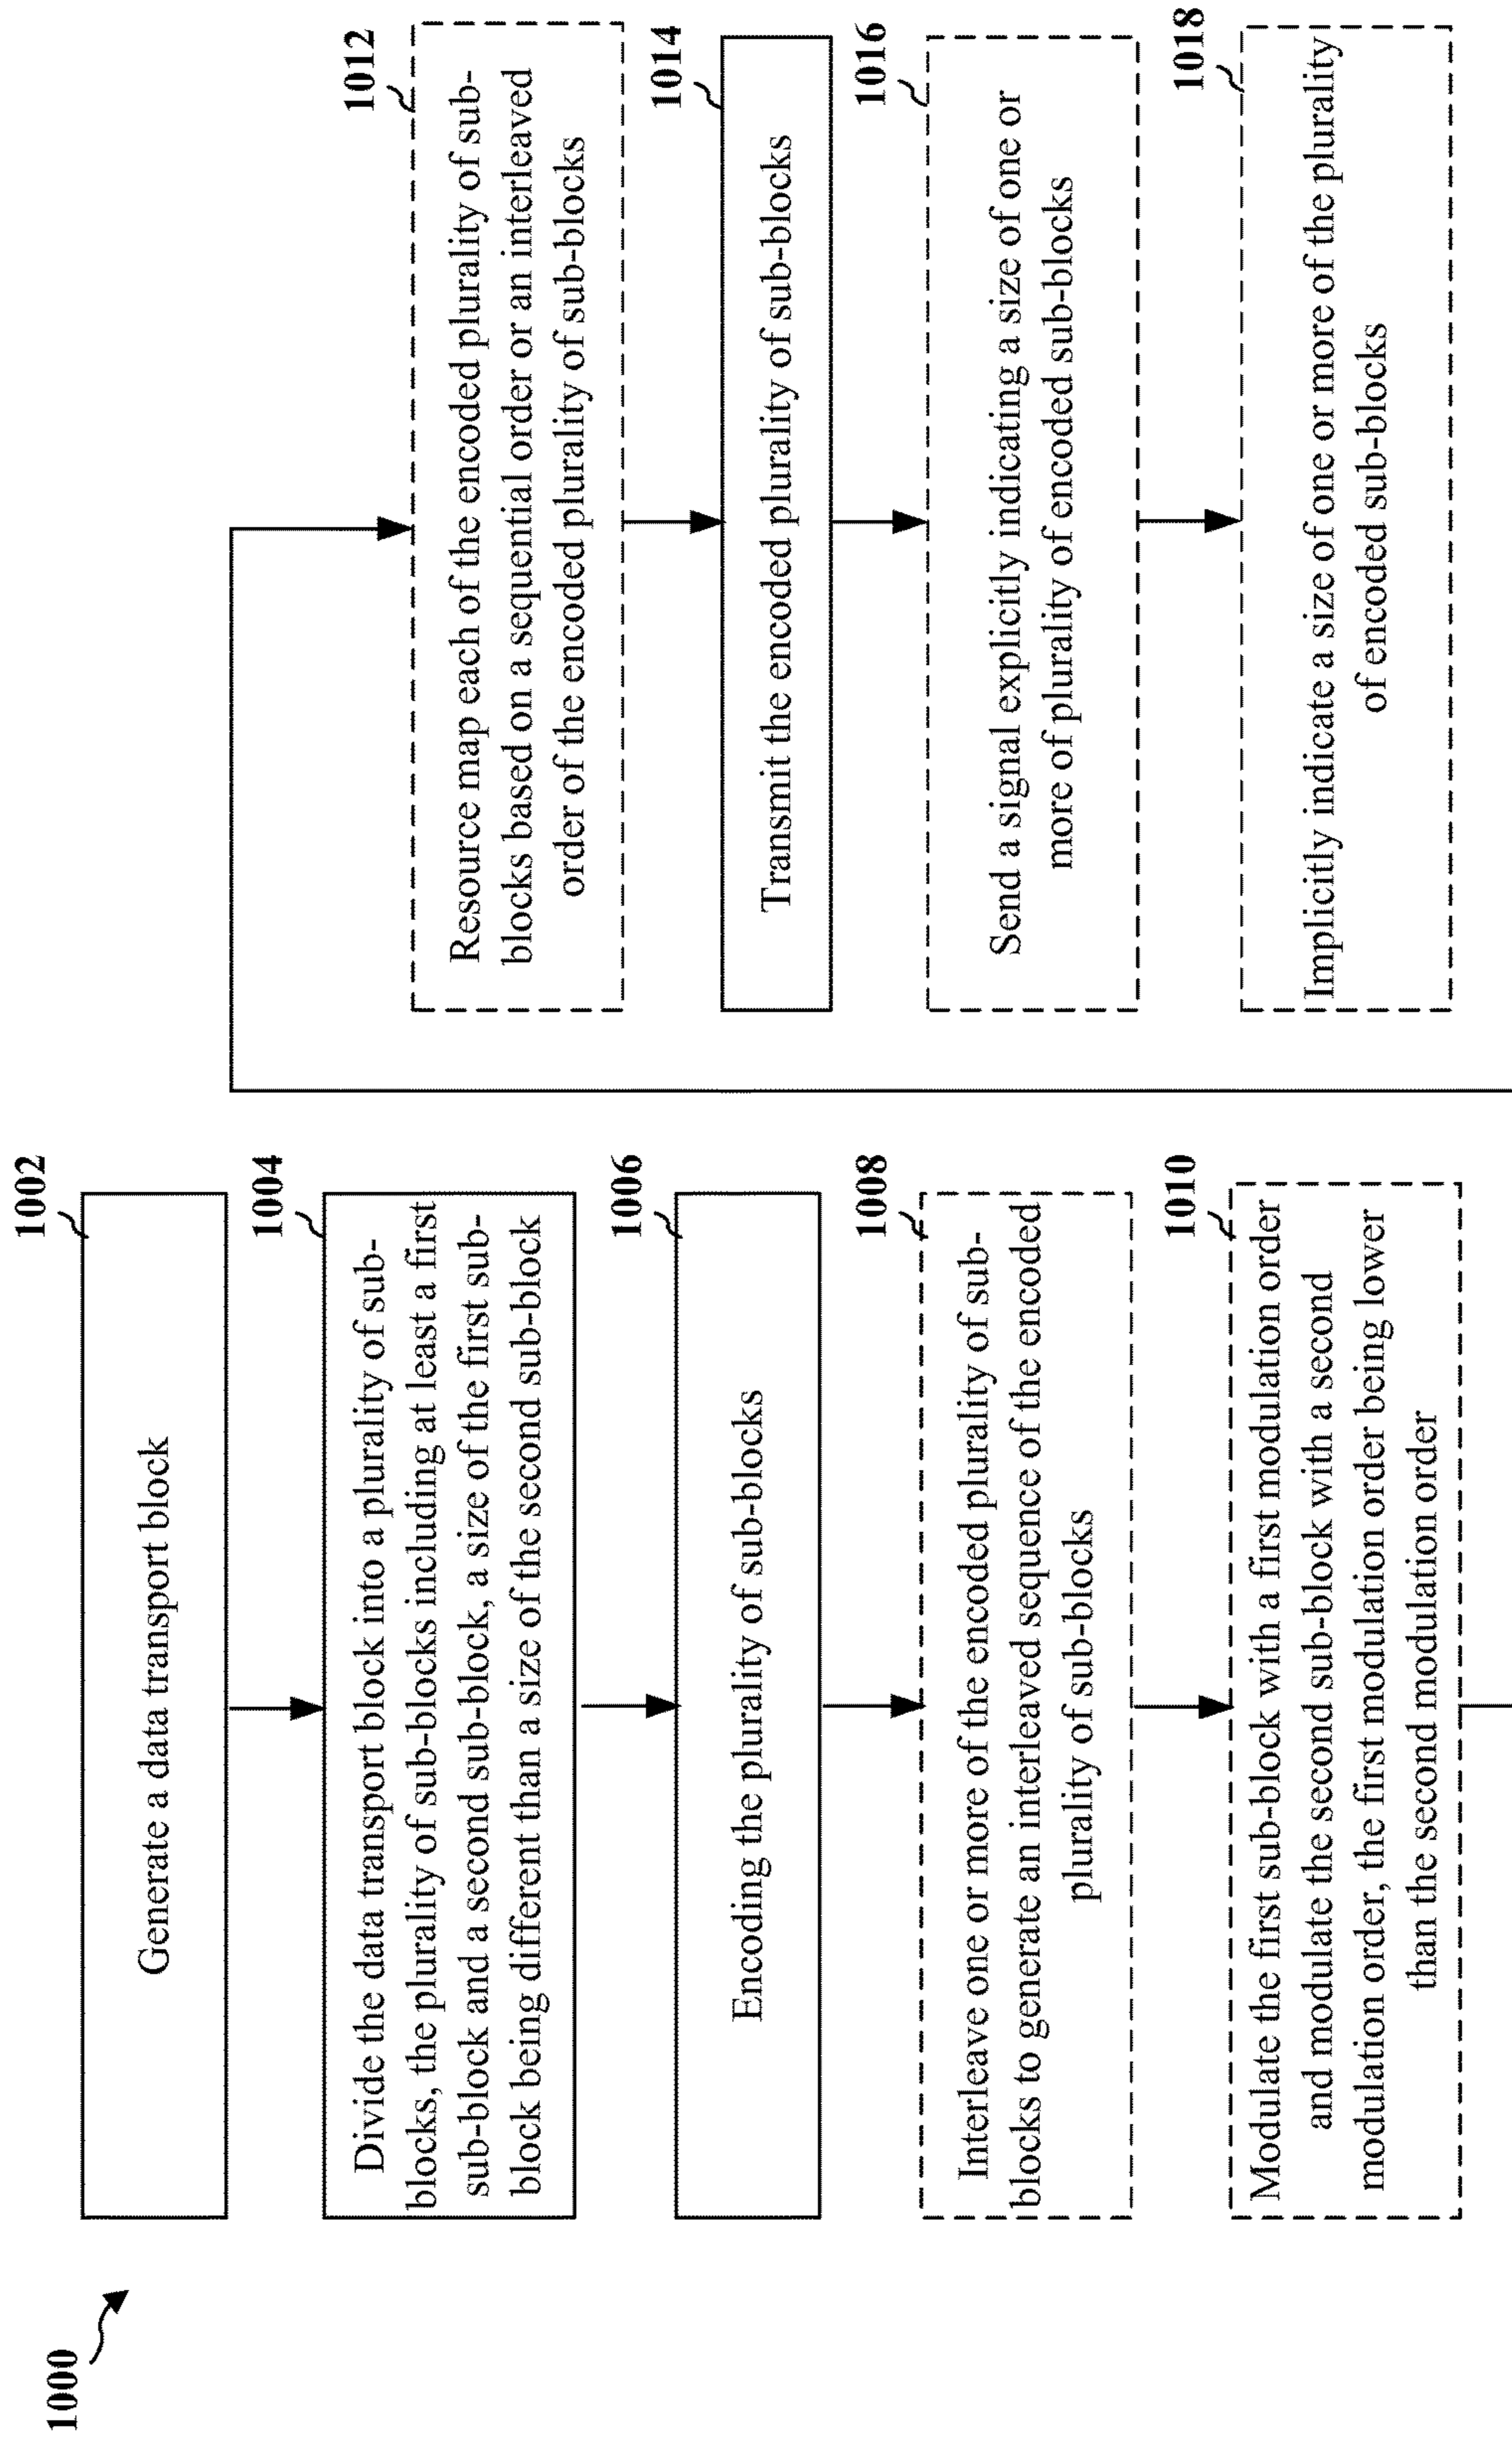 1000
1002
Generate a data transport block
1004
Divide the data transport block into a plurality of sub-
blocks, the plurality of sub-blocks including at least a first
sub-block and a second sub-block, a size of the first sub-
block being different than a size of the second sub-block
1006
Encoding the plurality of sub-blocks
1008
Interleave one or more of the encoded plurality of sub-
blocks to generate an interleaved sequence of the encoded
plurality of sub-blocks
1010
Modulate the first sub-block with a first modulation order
and modulate the second sub-block with a second
modulation order, the first modulation order being lower
than the second modulation order
1012
Resource map each of the encoded plurality of sub-
blocks based on a sequential order or an interleaved
order of the encoded plurality of sub-blocks
1014
Transmit the encoded plurality of sub-blocks
1016
Send a signal explicitly indicating a size of one or
more of plurality of encoded sub-blocks
1018
Implicitly indicate a size of one or more of the plurality
of encoded sub-blocks